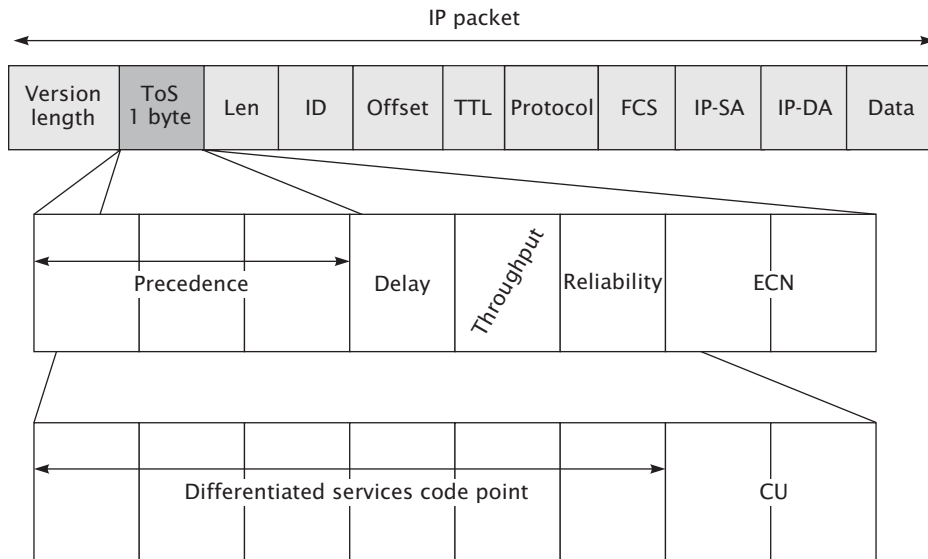 IP packet
Version length
ToS 1 byte
Len
ID
Offset
TTL
Protocol
FCS
IP-SA
IP-DA
Data
Precedence
Delay
Throughput
Reliability
ECN
Differentiated services code point
CU